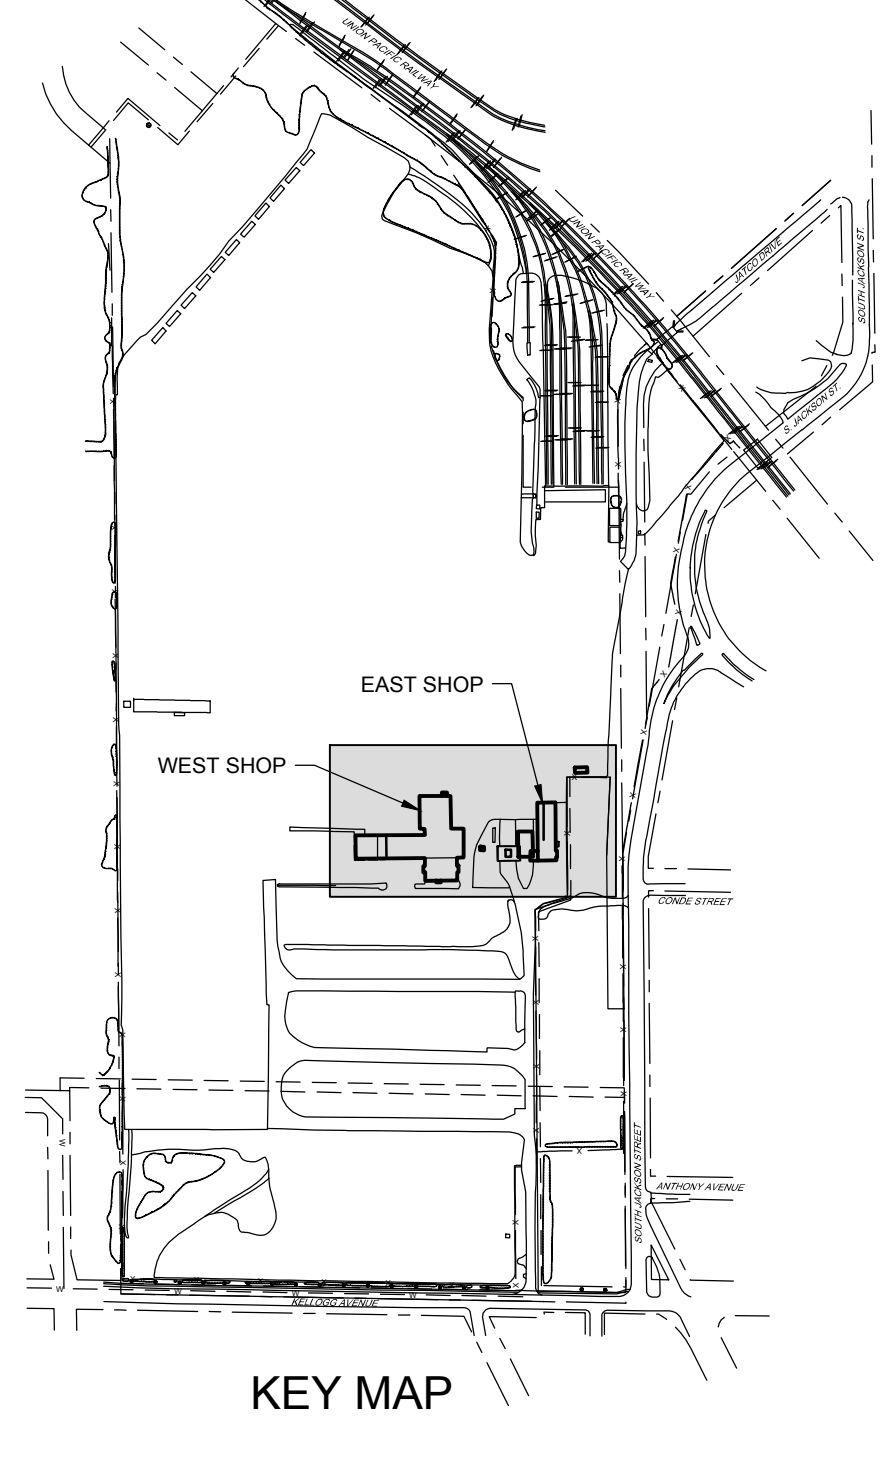 UNION PACIFIC RAILWAY
UNION PACIFIC RAILWAY
JATCO DRIVE
SOUTH JACKSON ST.
S. JACKSON ST.
EAST SHOP
WEST SHOP
CONDE STREET
SOUTH JACKSON STREET
ANTHONY AVENUE
W
W
W
W
W
KELLOGG AVENUE
KEY MAP